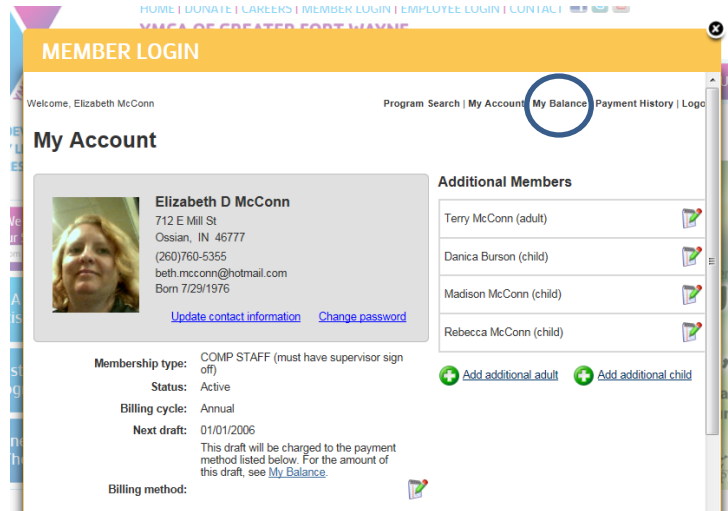 HOME | DONATE | CAREERS | MEMBER LOGIN | EMPLOYEE LOGIN | CONTACT
YMCA OF GREATER FORT WAYNE
MEMBER LOGIN
Welcome, Elizabeth McConn
Program Search | My Account | My Balance | Payment History | Logo
My Account
Elizabeth D McConn
712 E Mill St
Ossian, IN 46777
(260)760-5355
beth.mcconn@hotmail.com
Born 7/29/1976
Update contact information Change password
Additional Members
Terry McConn (adult)
Danica Burson (child)
Madison McConn (child)
Rebecca McConn (child)
Add additional adult Add additional child
Membership type: COMP STAFF (must have supervisor sign
off)
Status: Active
Billing cycle: Annual
Next draft: 01/01/2006
This draft will be charged to the payment
method listed below. For the amount of
this draft, see My Balance.
Billing method: